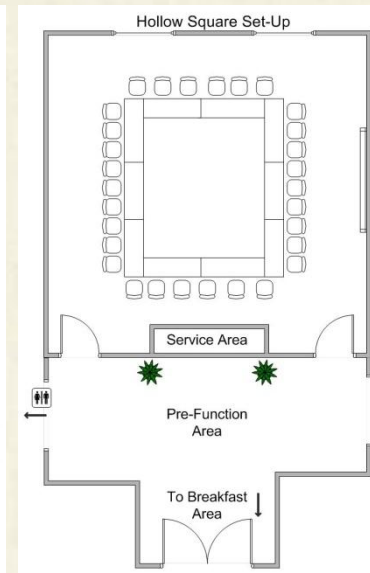 Hollow Square Set-Up
Service Area
Pre-Function
Area
To Breakfast
Area